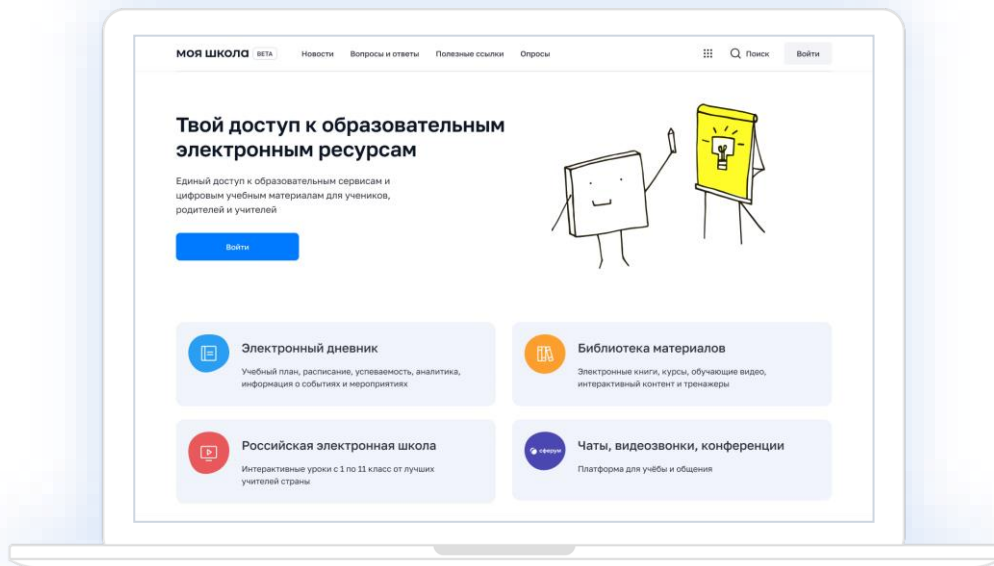 МОЯ ШКОЛА BETA Новости Вопросы и ответы Полезные ссылки Опросы Поиск Войти
Твой доступ к образовательным
электронным ресурсам
Единый доступ к образовательным сервисам и
цифровым учебным материалам для учеников,
родителей и учителей
Войти
Электронный дневник
Учебный план, расписание, успеваемость, аналитика,
информация о событиях и мероприятиях
Библиотека материалов
Электронные книги, курсы, обучающие видео,
интерактивный контент и тренажеры
Российская электронная школа
Интерактивные уроки с 1 по 11 класс от лучших
учителей страны
сферум
Чаты, видеозвонки, конференции
Платформа для учёбы и общения